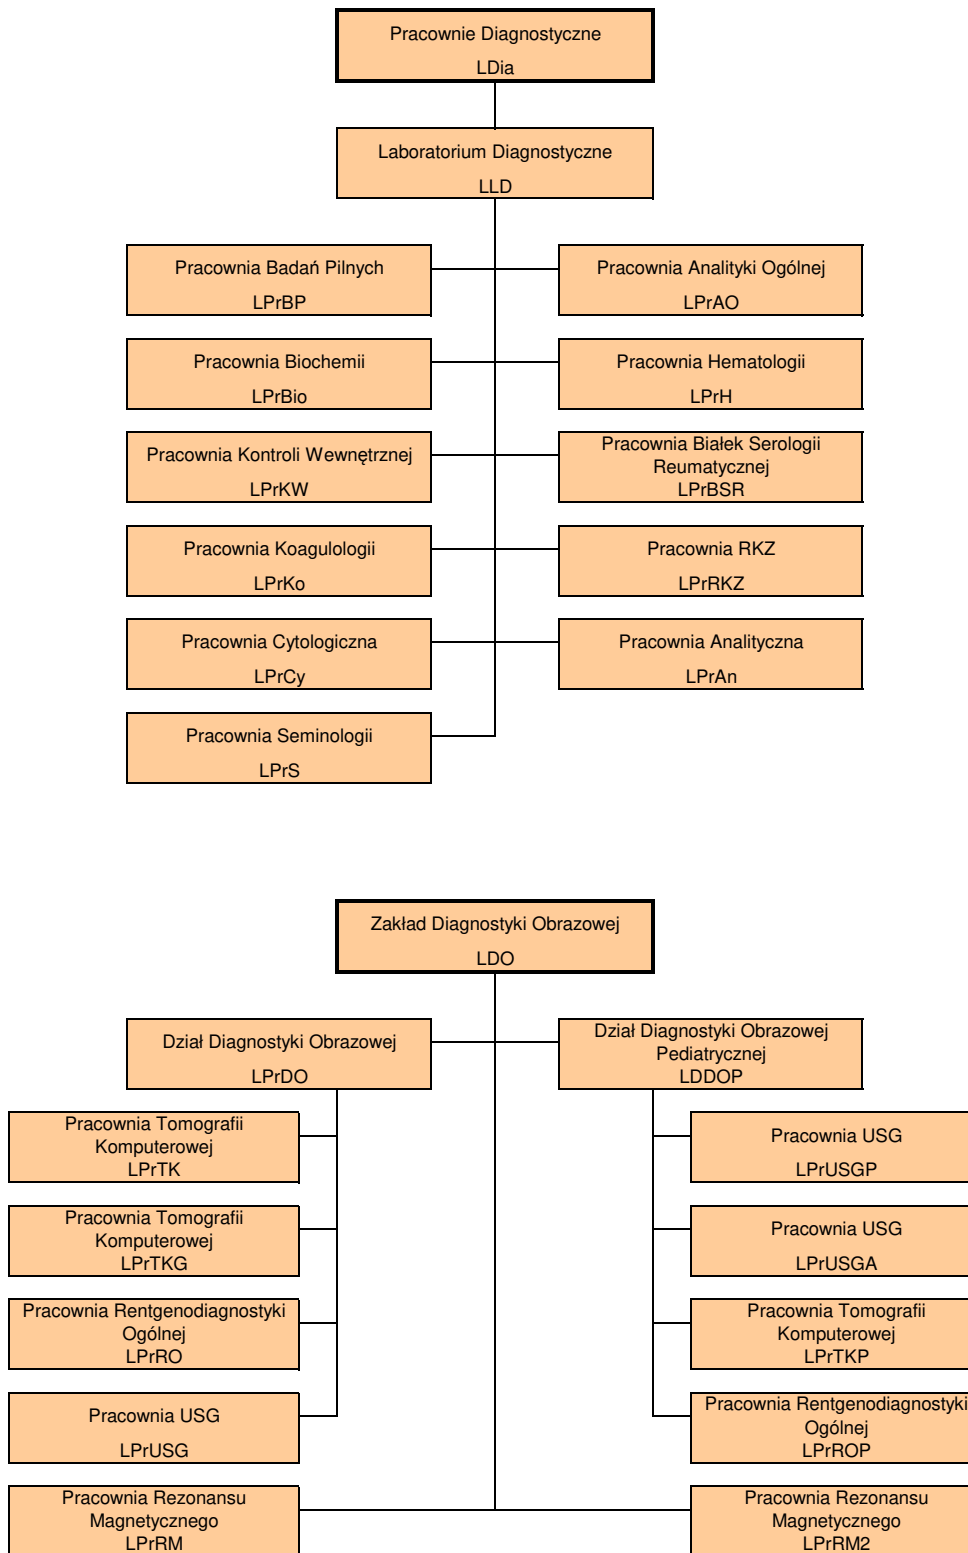 Pracownie Diagnostyczne
LDia
Laboratorium Diagnostyczne
LLD
Pracownia Badań Pilnych
LPrBP
Pracownia Analityki Ogólnej
LPrAO
Pracownia Biochemii
LPrBio
Pracownia Hematologii
LPrH
Pracownia Kontroli Wewnętrznej
LPrKW
Pracownia Białek Serologii
Reumatycznej
LPrBSR
Pracownia Koagulologii
LPrKo
Pracownia RKZ
LPrRKZ
Pracownia Cytologiczna
LPrCy
Pracownia Analityczna
LPrAn
Pracownia Seminologii
LPrS
Zakład Diagnostyki Obrazowej
LDO
Dział Diagnostyki Obrazowej
LPrDO
Dział Diagnostyki Obrazowej
Pediatrycznej
LDDOP
Pracownia Tomografii
Komputerowej
LPrTK
Pracownia USG
LPrUSGP
Pracownia Tomografii
Komputerowej
LPrTKG
Pracownia USG
LPrUSGA
Pracownia Rentgenodiagnostyki
Ogólnej
LPrRO
Pracownia Tomografii
Komputerowej
LPrTKP
Pracownia USG
LPrUSG
Pracownia Rentgenodiagnostyki
Ogólnej
LPrROP
Pracownia Rezonansu
Magnetycznego
LPrRM
Pracownia Rezonansu
Magnetycznego
LPrRM2